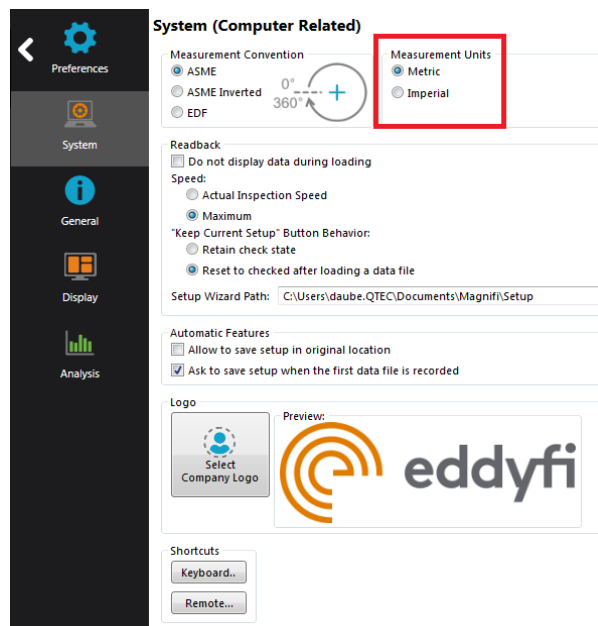 Preferences
System
General
Display
Analysis
System (Computer Related)
Measurement Convention
ASME
ASME Inverted
EDF
0°
360°
Measurement Units
Metric
Imperial
Readback
Do not display data during loading
Speed:
Actual Inspection Speed
Maximum
"Keep Current Setup" Button Behavior:
Retain check state
Reset to checked after loading a data file
Setup Wizard Path: C:\Users\daube.QTEC\Documents\Magnifi\Setup
Automatic Features
Allow to save setup in original location
Ask to save setup when the first data file is recorded
Logo
Select
Company Logo
Preview:
eddyfi
Shortcuts
Keyboard..
Remote...